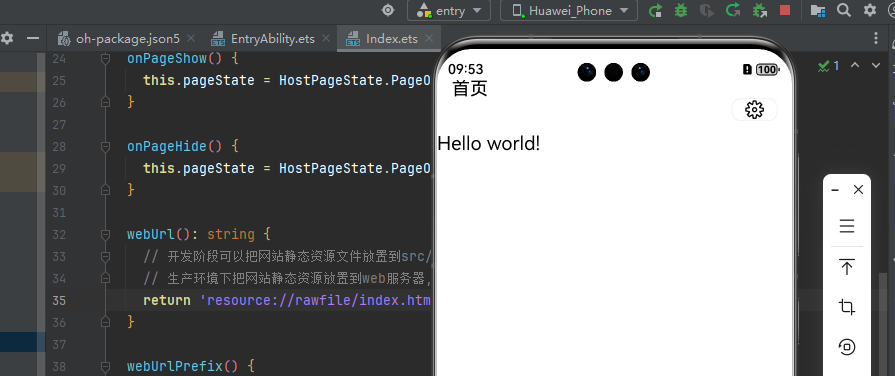 entry
Huawei_Phone
oh-package.json5
EntryAbility.ets
Index.ets
1
24 onPageShow() {
25 this.pageState = HostPageState.PageO
26 }
27
28 onPageHide() {
29 this.pageState = HostPageState.PageO
30 }
31
32 webUrl(): string {
33 // 开发阶段可以把网站静态资源文件放置到src/
34 // 生产环境下把网站静态资源放置到web服务器,
35 return 'resource://rawfile/index.htm
36 }
37
38 webUrlPrefix() {
09:53
100
首页
Hello world!